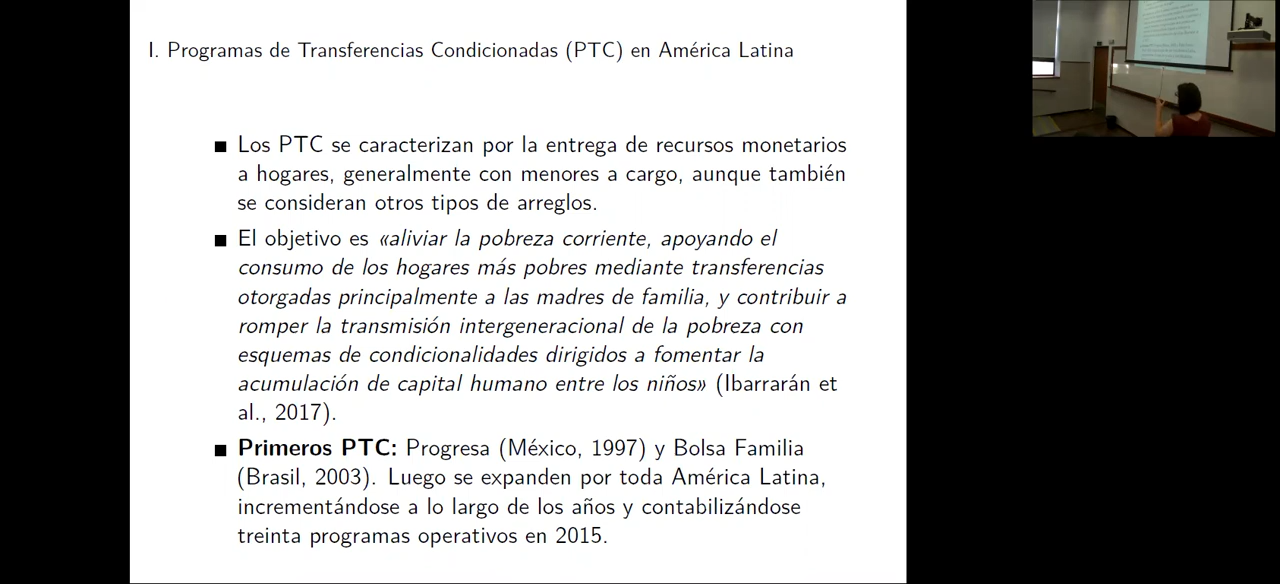 I. Programas de Transferencias Condicionadas (PTC) en América Latina
■ Los PTC se caracterizan por la entrega de recursos monetarios
a hogares, generalmente con menores a cargo, aunque también
se consideran otros tipos de arreglos.
■ El objetivo es «aliviar la pobreza corriente, apoyando el
consumo de los hogares más pobres mediante transferencias
otorgadas principalmente a las madres de familia, y contribuir a
romper la transmisión intergeneracional de la pobreza con
esquemas de condicionalidades dirigidos a fomentar la
acumulación de capital humano entre los niños» (Ibarrarán et
al., 2017).
■ Primeros PTC: Progresa (México, 1997) y Bolsa Familia
(Brasil, 2003). Luego se expanden por toda América Latina,
incrementándose a lo largo de los años y contabilizándose
treinta programas operativos en 2015.